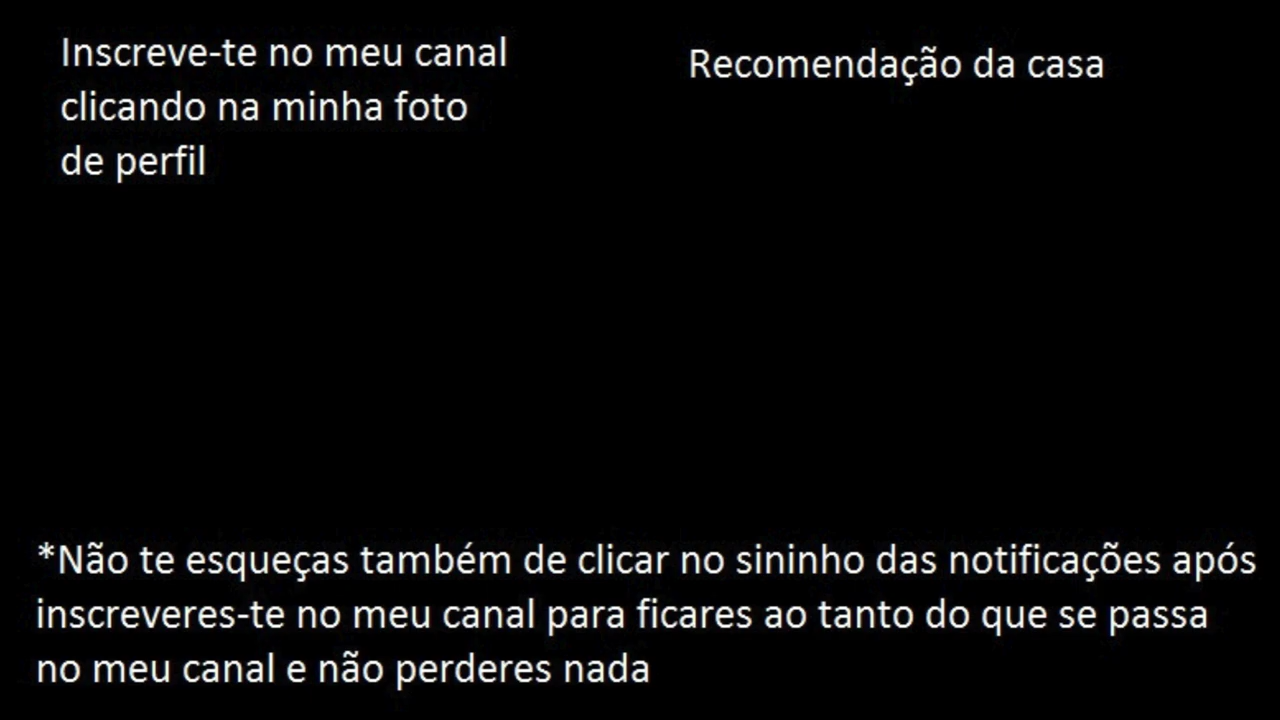 Inscreve-te no meu canal
clicando na minha foto
de perfil
Recomendação da casa
*Não te esqueças também de clicar no sininho das notificações após
inscreveres-te no meu canal para ficares ao tanto do que se passa
no meu canal e não perderes nada